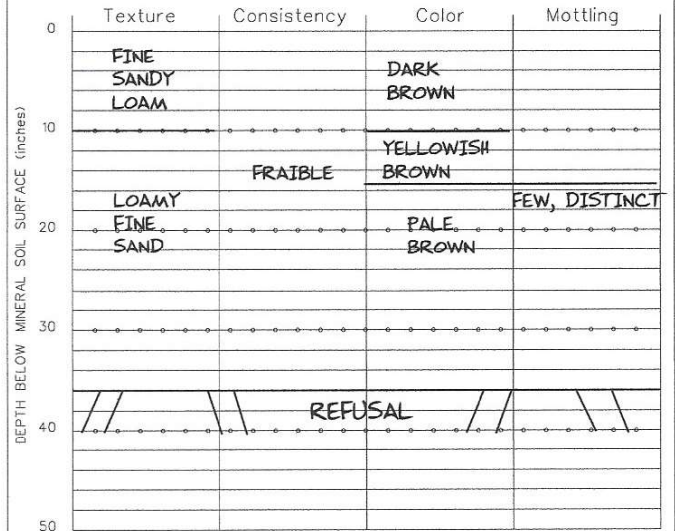 Texture Consistency Color Mottling
DEPTH BELOW MINERAL SOIL SURFACE (inches)
0
FINE
SANDY
LOAM
DARK
BROWN
10
YELLOWISH
BROWN
FRAIBLE
LOAMY
FINE
SAND
FEW, DISTINCT
20
PALE
BROWN
30
REFUSAL
40
50